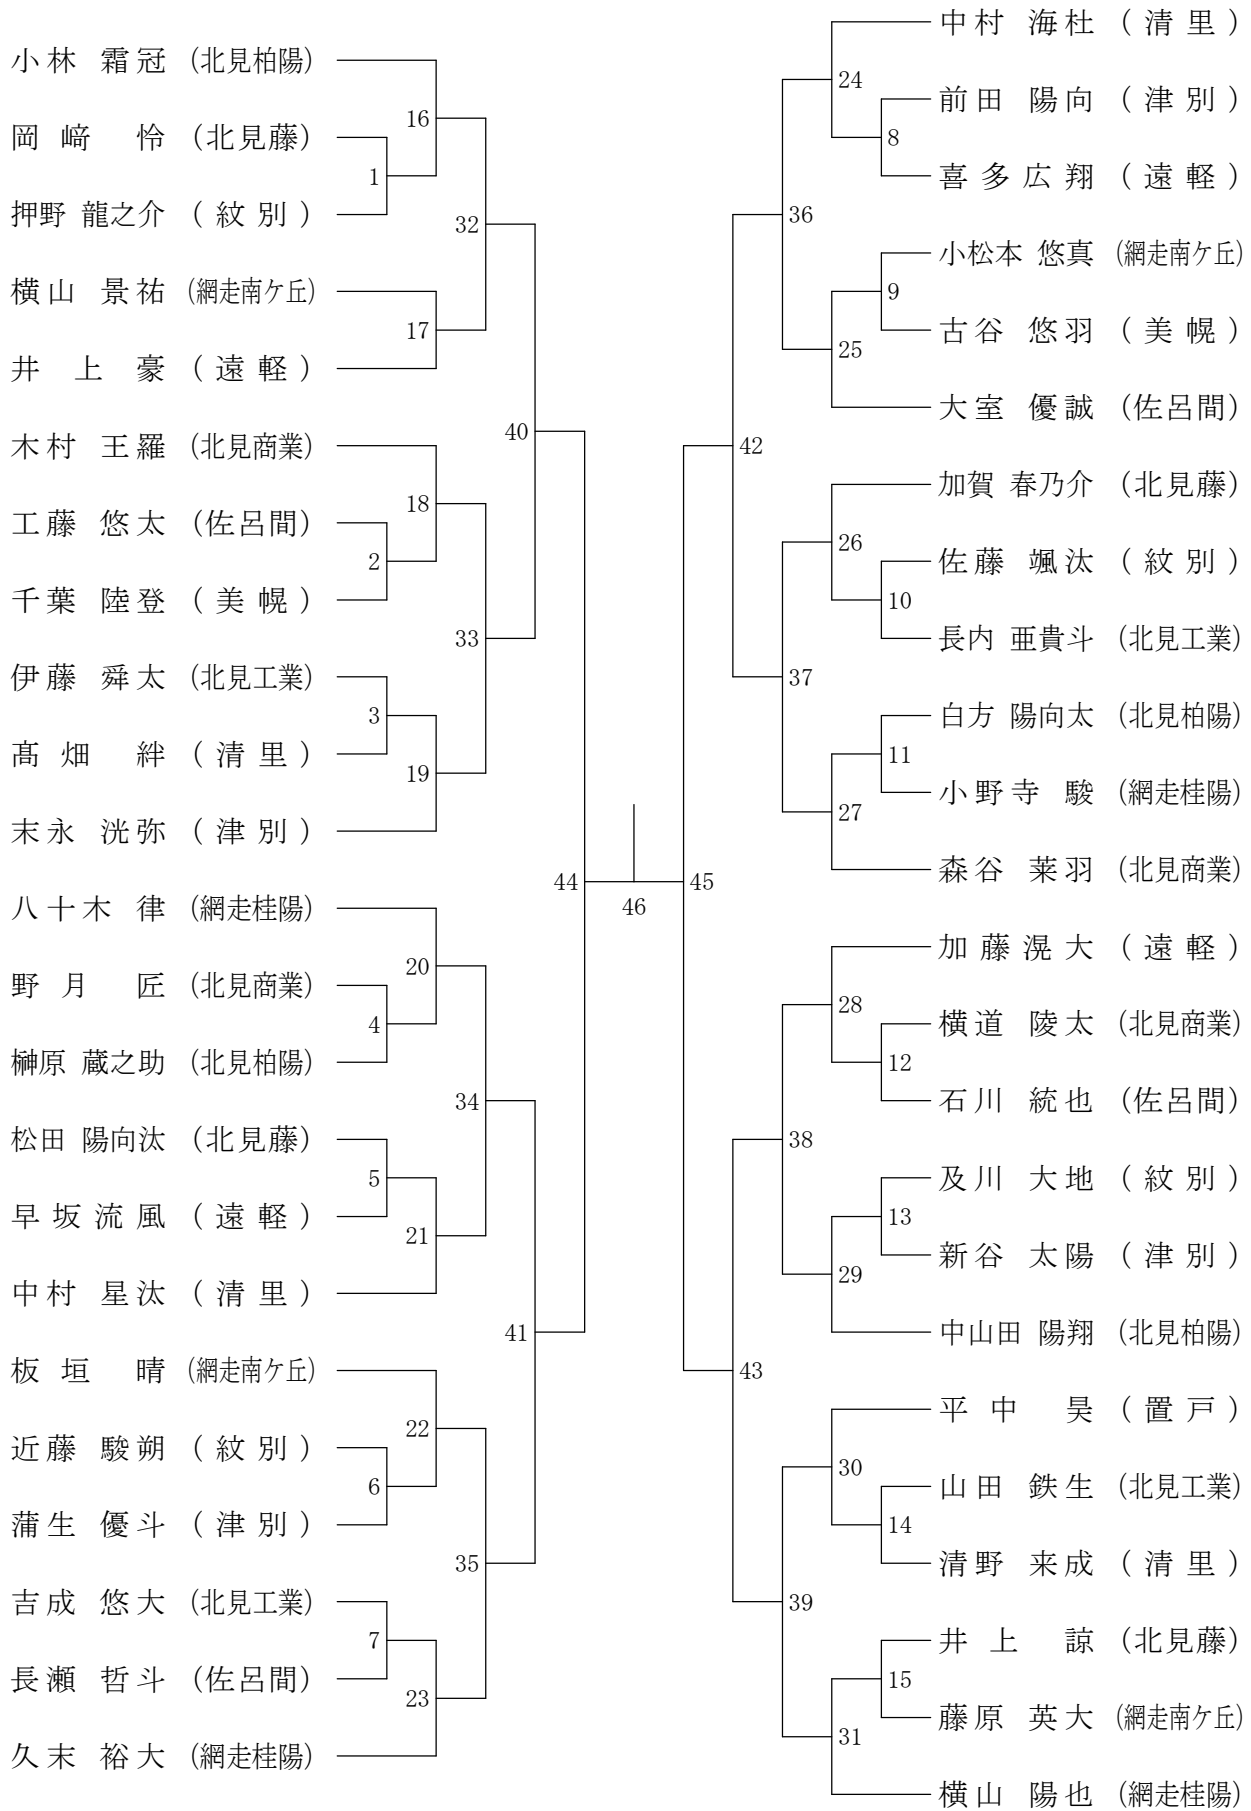 小林 霜冠 (北見柏陽)
岡﨑 怜 (北見藤)
押野 龍之介 (紋別)
横山 景祐 (網走南ケ丘)
井上豪 (遠軽)
木村 王羅 (北見商業)
工藤 悠太 (佐呂間)
千葉 陸登 (美幌)
伊藤 舜太 (北見工業)
髙畑 絆 (清里)
末永 洸弥 (津別)
八十木 律 (網走桂陽)
野月 匠 (北見商業)
榊原 蔵之助 (北見柏陽)
松田 陽向汰 (北見藤)
早坂流風 (遠軽)
中村 星汰 (清里)
板垣 晴 (網走南ケ丘)
近藤 駿朔 (紋別)
蒲生 優斗 (津別)
吉成 悠大 (北見工業)
長瀬 哲斗 (佐呂間)
久末 裕大 (網走桂陽)
1
2
3
4
5
6
7
16
17
18
19
20
21
22
23
32
33
34
35
40
41
44
46
45
42
43
36
37
38
39
24
25
26
27
28
29
30
31
8
9
10
11
12
13
14
15
中村 海杜 (清里)
前田 陽向 (津別)
喜多広翔 (遠軽)
小松本 悠真 (網走南ケ丘)
古谷 悠羽 (美幌)
大室 優誠 (佐呂間)
加賀 春乃介 (北見藤)
佐藤 颯汰 (紋別)
長内 亜貴斗 (北見工業)
白方 陽向太 (北見柏陽)
小野寺 駿 (網走桂陽)
森谷 茉羽 (北見商業)
加藤滉大 (遠軽)
横道 陵太 (北見商業)
石川 統也 (佐呂間)
及川 大地 (紋別)
新谷 太陽 (津別)
中山田 陽翔 (北見柏陽)
平中 昊 (置戸)
山田 鉄生 (北見工業)
清野 来成 (清里)
井上 諒 (北見藤)
藤原 英大 (網走南ケ丘)
横山 陽也 (網走桂陽)